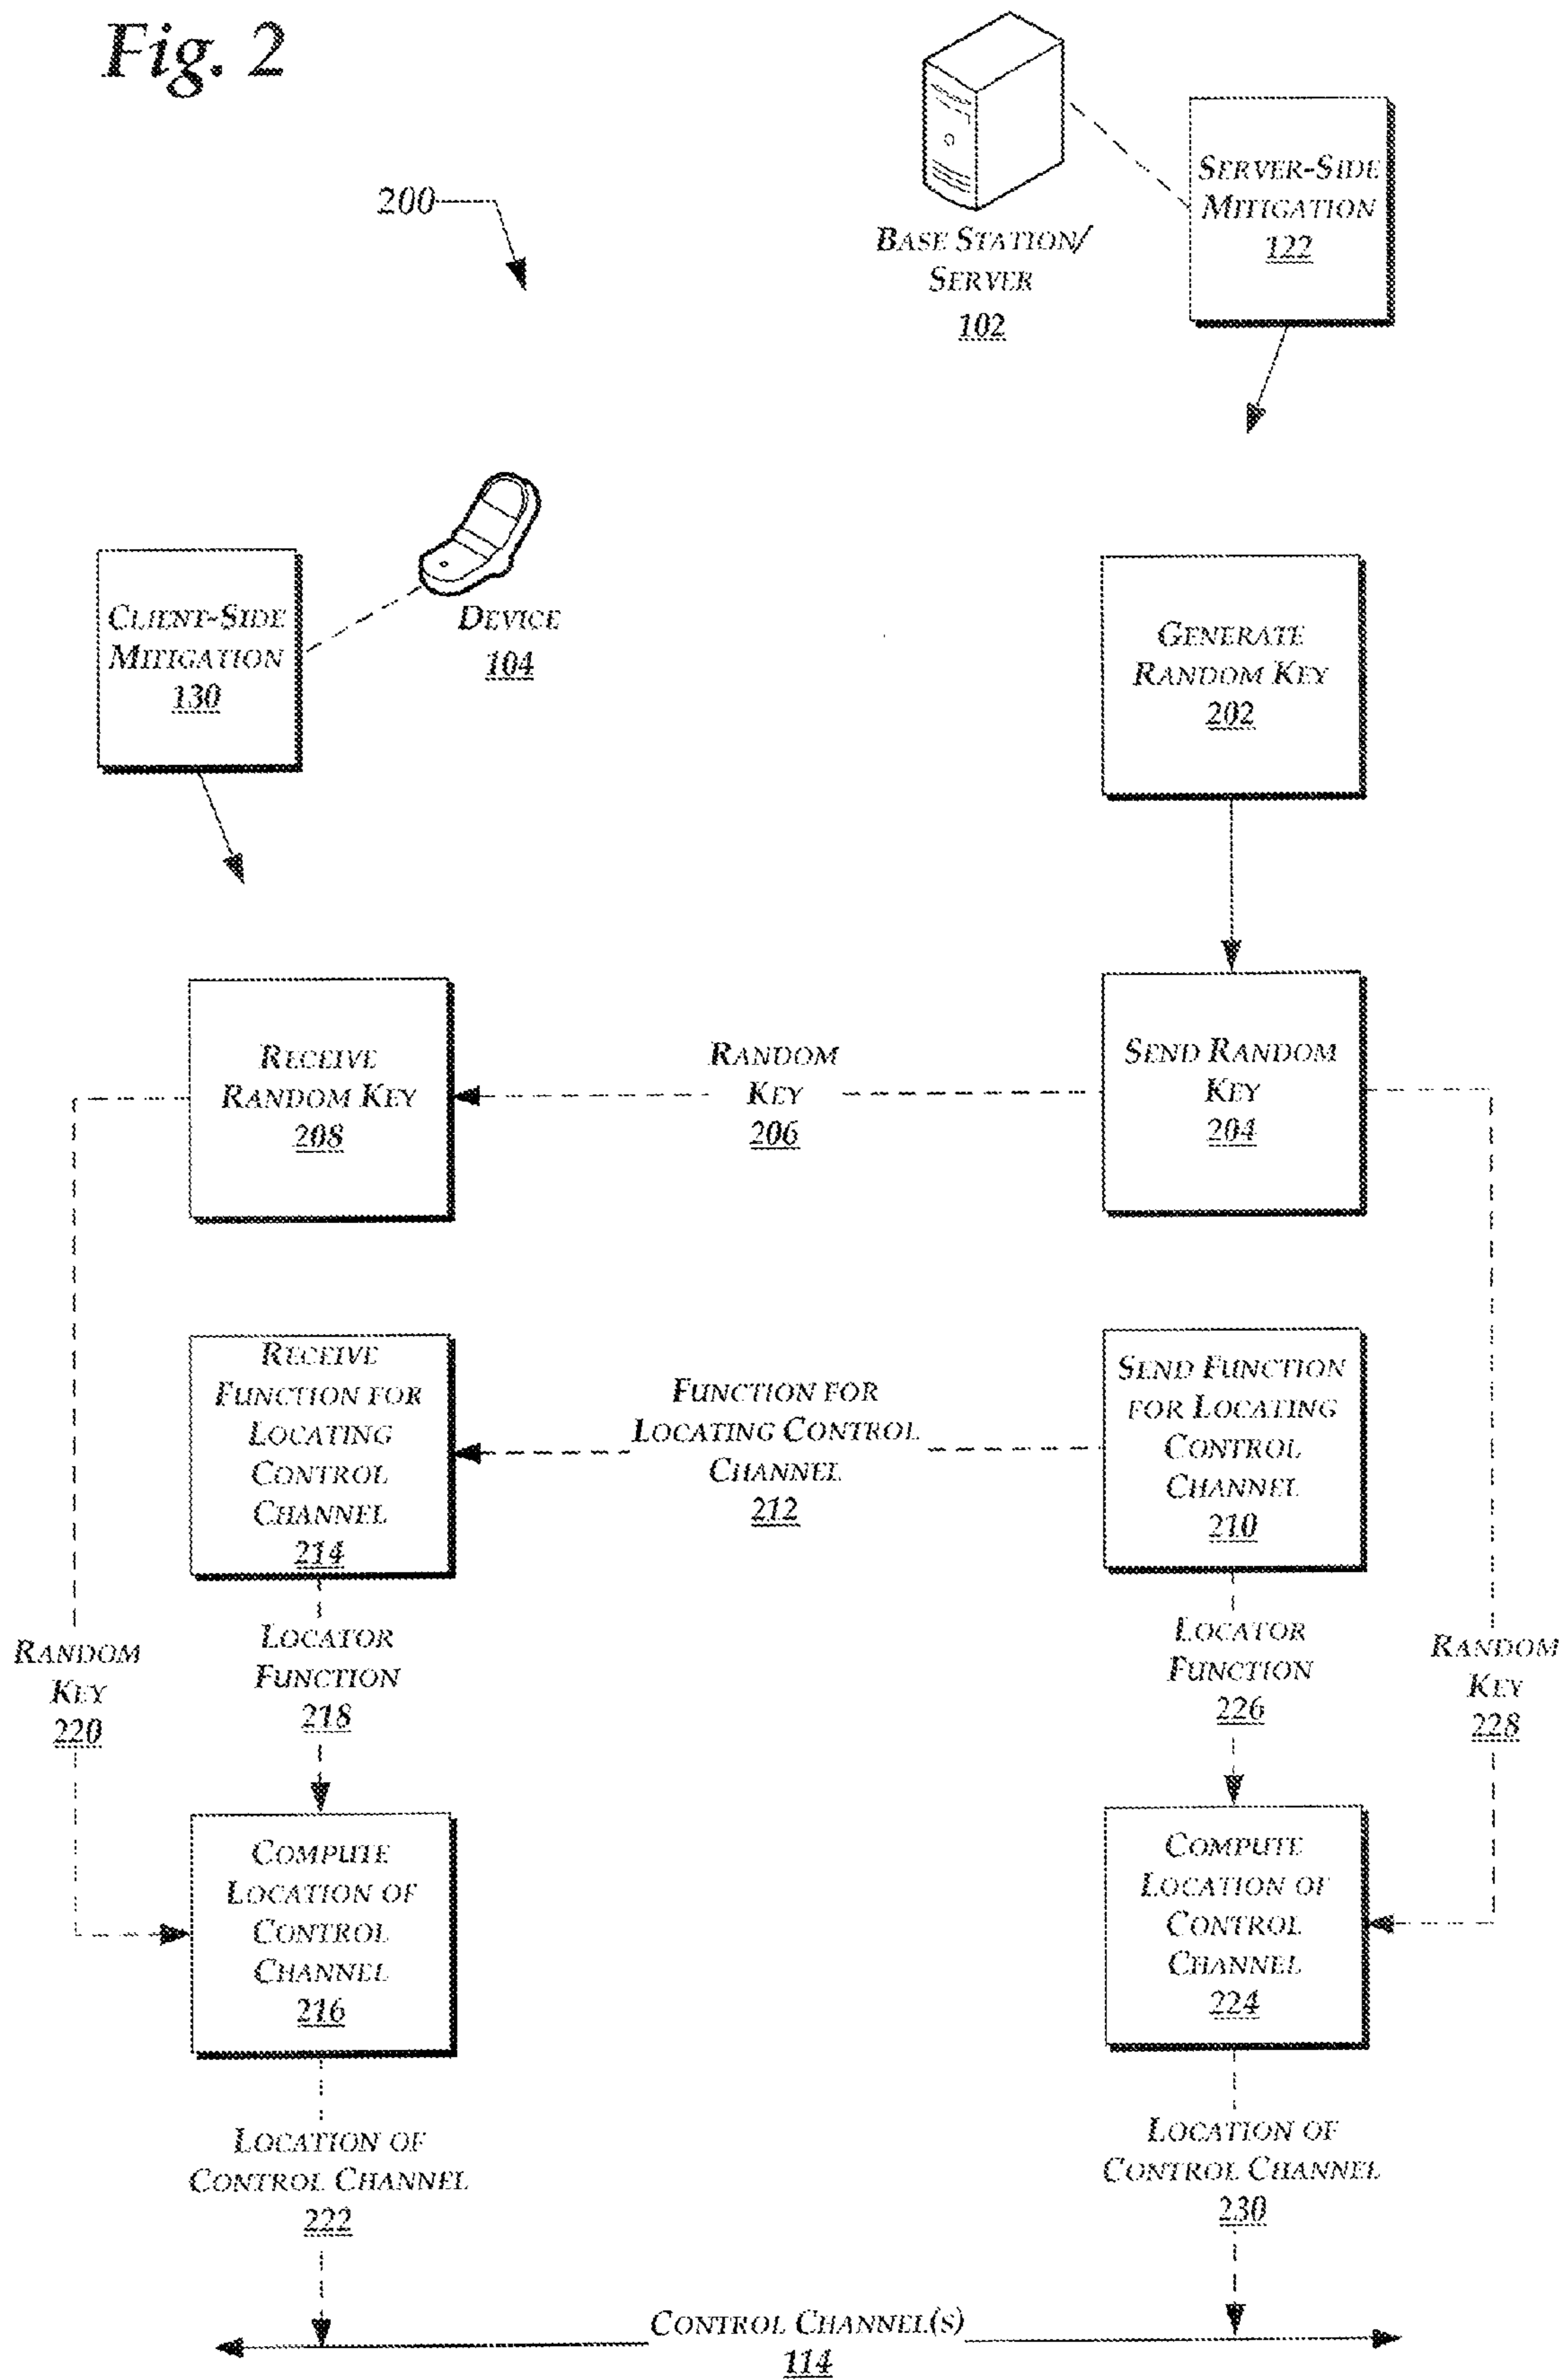 Fig. 2
200
BASE STATION/
SERVER
102
SERVER-SIDE
MITIGATION
122
CLIENT-SIDE
MITIGATION
130
DEVICE
104
GENERATE
RANDOM KEY
202
RECEIVE
RANDOM KEY
208
RANDOM
KEY
206
SEND RANDOM
KEY
204
RECEIVE
FUNCTION FOR
LOCATING
CONTROL
CHANNEL
214
FUNCTION FOR
LOCATING CONTROL
CHANNEL
212
SEND FUNCTION
FOR LOCATING
CONTROL
CHANNEL
210
RANDOM
KEY
220
LOCATOR
FUNCTION
218
LOCATOR
FUNCTION
226
RANDOM
KEY
228
COMPUTE
LOCATION OF
CONTROL
CHANNEL
216
COMPUTE
LOCATION OF
CONTROL
CHANNEL
224
LOCATION OF
CONTROL CHANNEL
222
LOCATION OF
CONTROL CHANNEL
230
CONTROL CHANNEL(S)
114